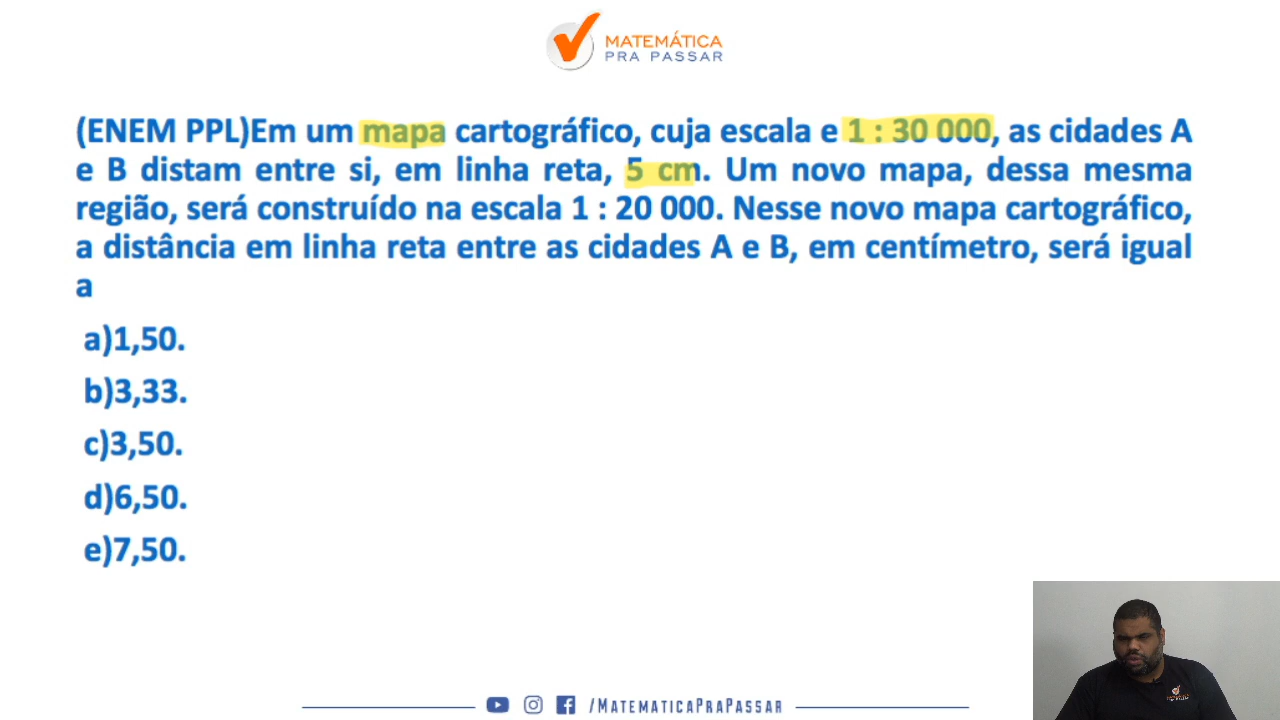 MATEMÁTICA
PRA PASSAR
(ENEM PPL)Em um mapa cartográfico, cuja escala e 1 : 30 000, as cidades A
e B distam entre si, em linha reta, 5 cm. Um novo mapa, dessa mesma
região, será construído na escala 1 : 20 000. Nesse novo mapa cartográfico,
a distância em linha reta entre as cidades A e B, em centímetro, será igual
a
a)1,50.
b)3,33.
c)3,50.
d)6,50.
e)7,50.
/MatematicaPraPassar